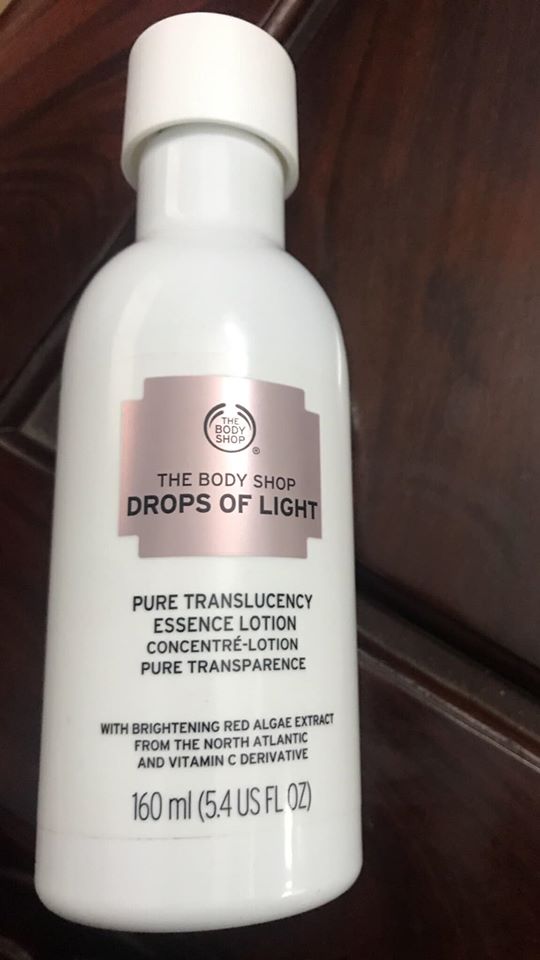 THE
BODY
SHOP
®
THE BODY SHOP
DROPS OF LIGHT
PURE TRANSLUCENCY
ESSENCE LOTION
CONCENTRÉ-LOTION
PURE TRANSPARENCE
WITH BRIGHTENING RED ALGAE EXTRACT
FROM THE NORTH ATLANTIC
AND VITAMIN C DERIVATIVE
160 ml (5.4 US FL OZ)